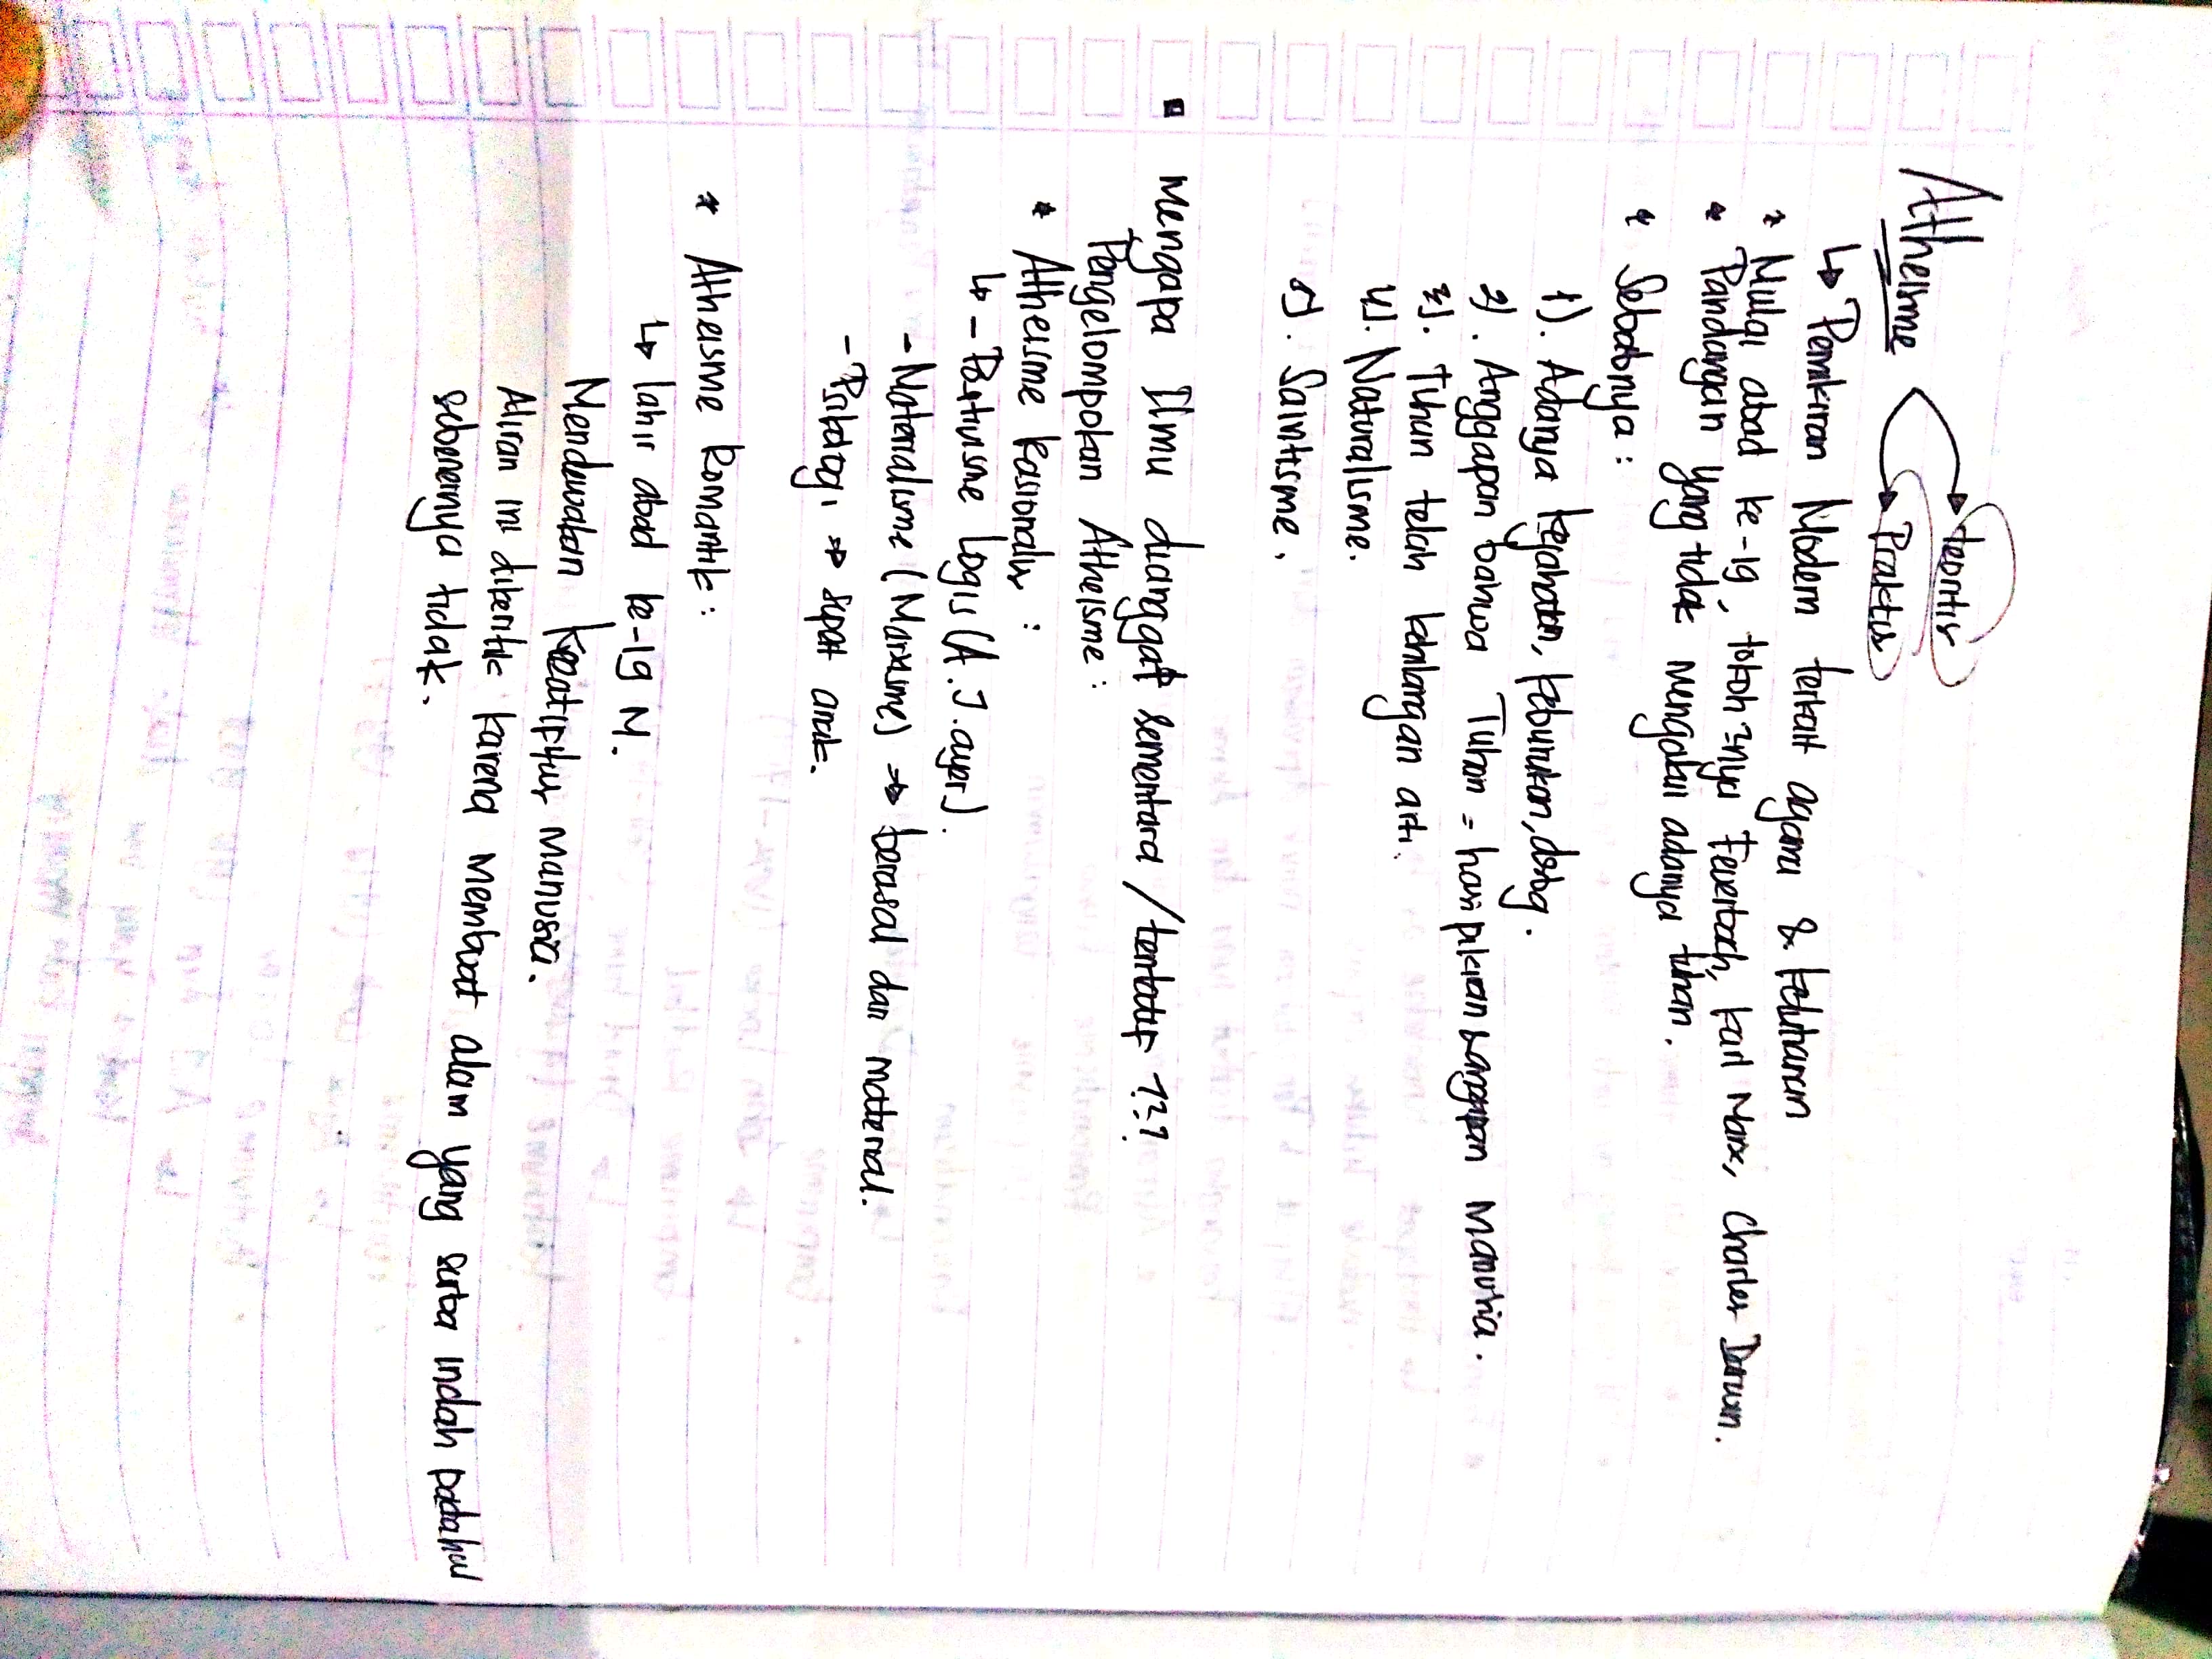 Atheisme
teoritis
Praktis
↳ Pemikiran Modern terkait agama & ketuhanan
* Mulai abad ke-19, tokoh²nya Feuerbach, Karl Marx, Charles Darwin.
* Pandangan yang tidak mengakui adanya tuhan.
* Sebabnya :
1). Adanya kejahatan, keburukan, dsbg.
2). Anggapan bahwa Tuhan = hasil pikiran & anggapan manusia.
3). Tuhan telah kehilangan arti.
4). Naturalisme.
5). Saintisme.
▪ Mengapa Ilmu dianggap sementara / tentatif ???
Pengelompokan Atheisme :
* Atheisme Rasionalis :
↳ - Positivisme Logis (A.J. ayer).
- Materialisme (Marxisme) → berasal dari material.
- Psikologi → sifat anak.
* Atheisme Romantik :
↳ lahir abad ke-19 M.
Mendewakan kreatifitas manusia.
Aliran ini dikritik karena membuat alam yang serba indah padahal
sebenarnya tidak.